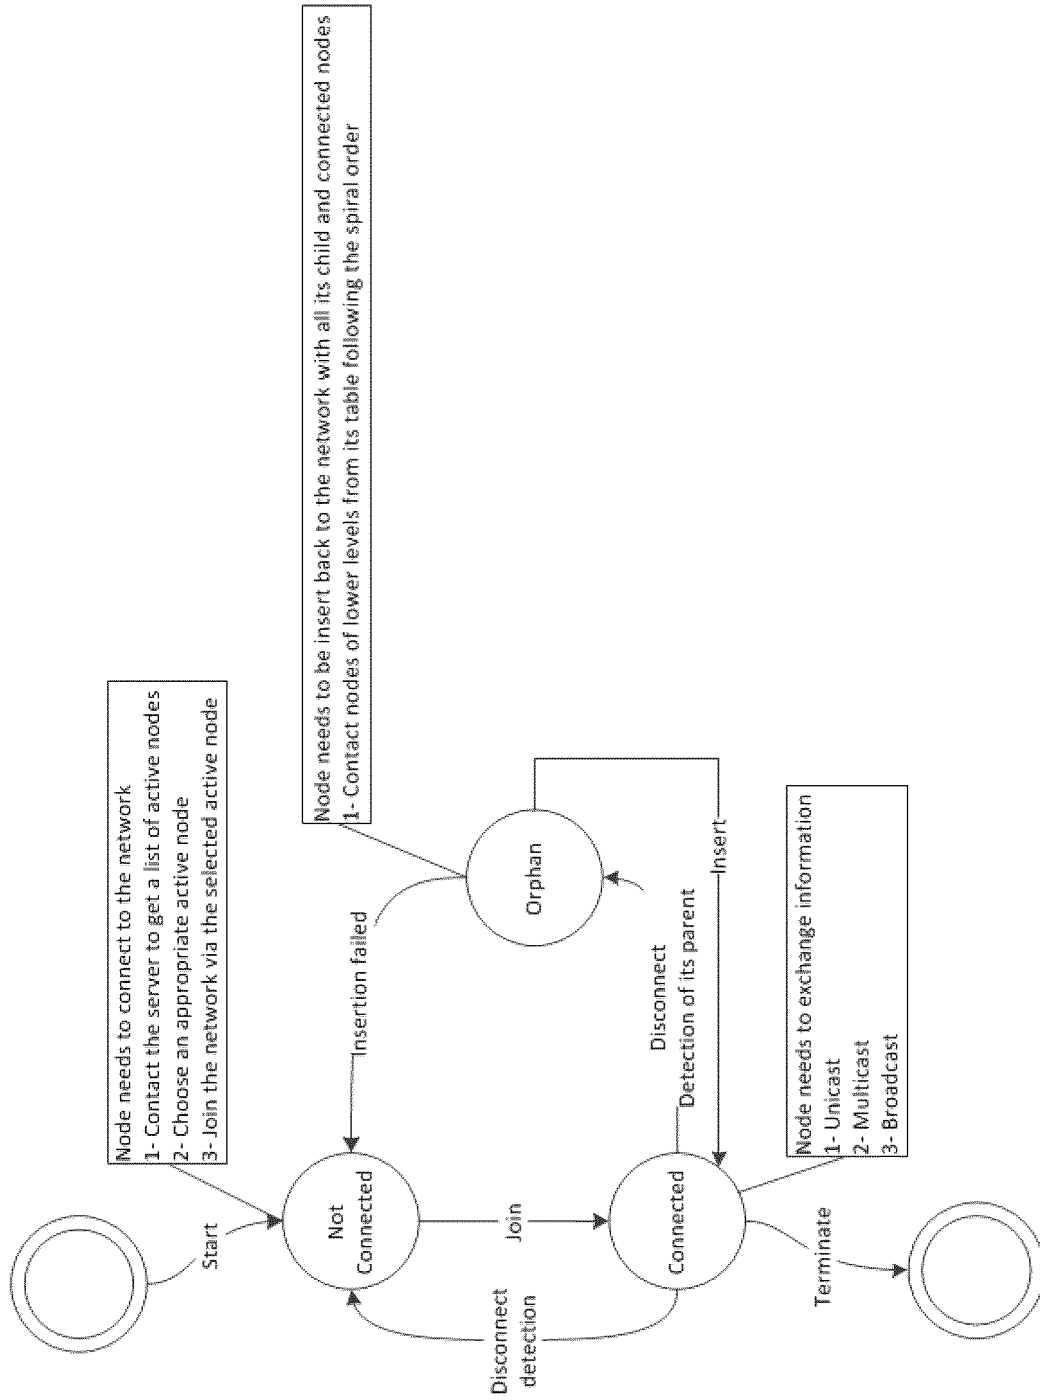 Start
Node needs to connect to the network
1- Contact the server to get a list of active nodes
2- Choose an appropriate active node
3- Join the network via the selected active node
Not
Connected
Insertion failed
Node needs to be insert back to the network with all its child and connected nodes
1- Contact nodes of lower levels from its table following the spiral order
Disconnect
detection
Join
Orphan
Connected
Disconnect
Detection of its parent
Insert
Terminate
Node needs to exchange information
1- Unicast
2- Multicast
3- Broadcast